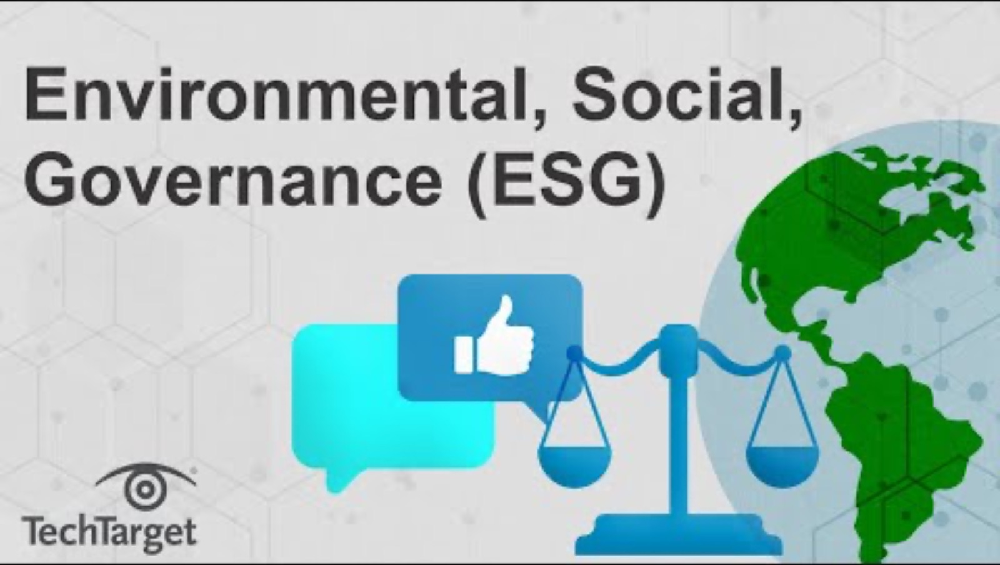 Environmental, Social,
Governance (ESG)
TechTarget